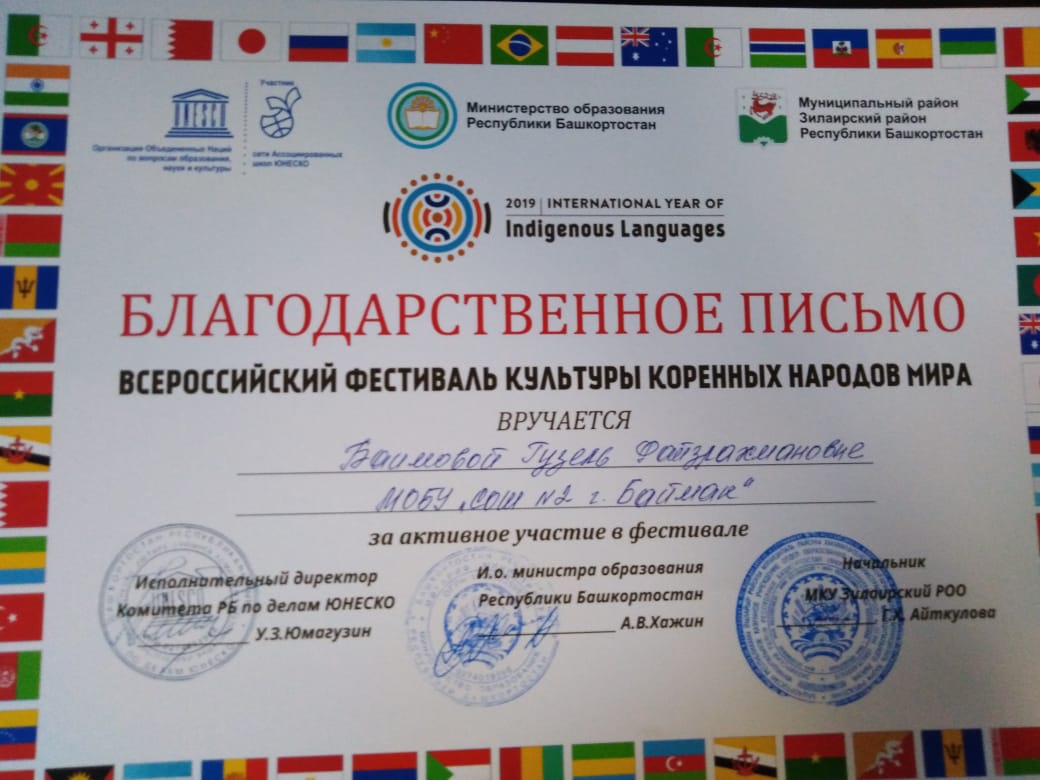 UNESCO
Организация Объединенных Наций
по вопросам образования,
науки и культуры
Участник
сети Ассоциированных
школ ЮНЕСКО
Министерство образования
Республики Башкортостан
Муниципальный район
Зилаирский район
Республики Башкортостан
2019 | INTERNATIONAL YEAR OF
Indigenous Languages
БЛАГОДАРСТВЕННОЕ ПИСЬМО
ВСЕРОССИЙСКИЙ ФЕСТИВАЛЬ КУЛЬТУРЫ КОРЕННЫХ НАРОДОВ МИРА
ВРУЧАЕТСЯ
Баимовой Гузель Фатзрахмановне
МОБУ „СОШ №2 г. Баймак"
за активное участие в фестивале
Исполнительный директор
Комитета РБ по делам ЮНЕСКО
У.З.Юмагузин
И.о. министра образования
Республики Башкортостан
А.В.Хажин
Начальник
МКУ Зилаирский РОО
Г.Х. Айткулова